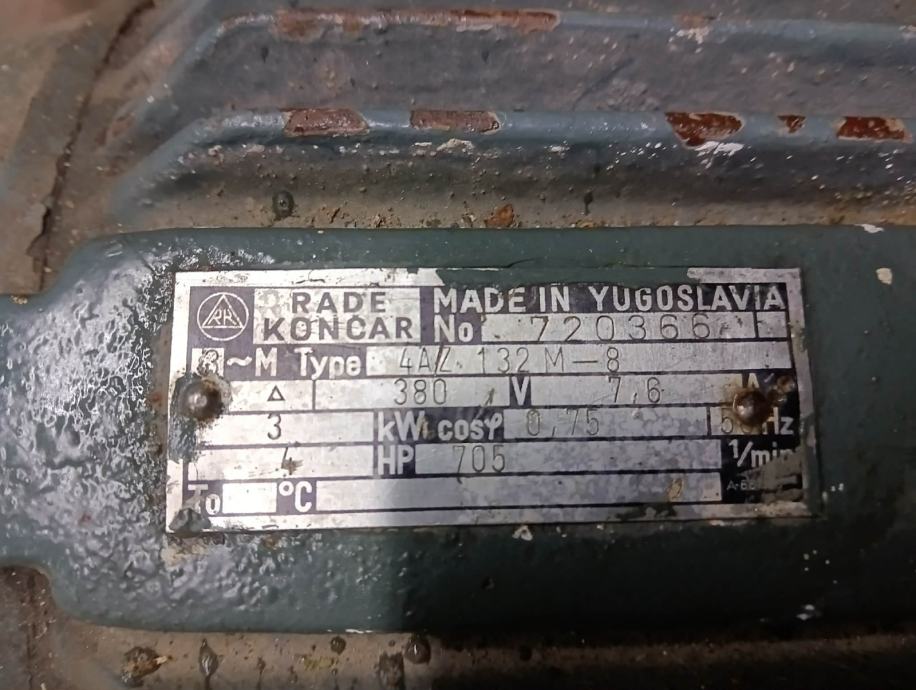 RADE KONČAR
MADE IN YUGOSLAVIA
No 720366
3~M Type 4AZ 132 M-8
△ 380 V 7,6 A
3 kW cosφ 0,75 50 Hz
4 HP 705 1/min
°C